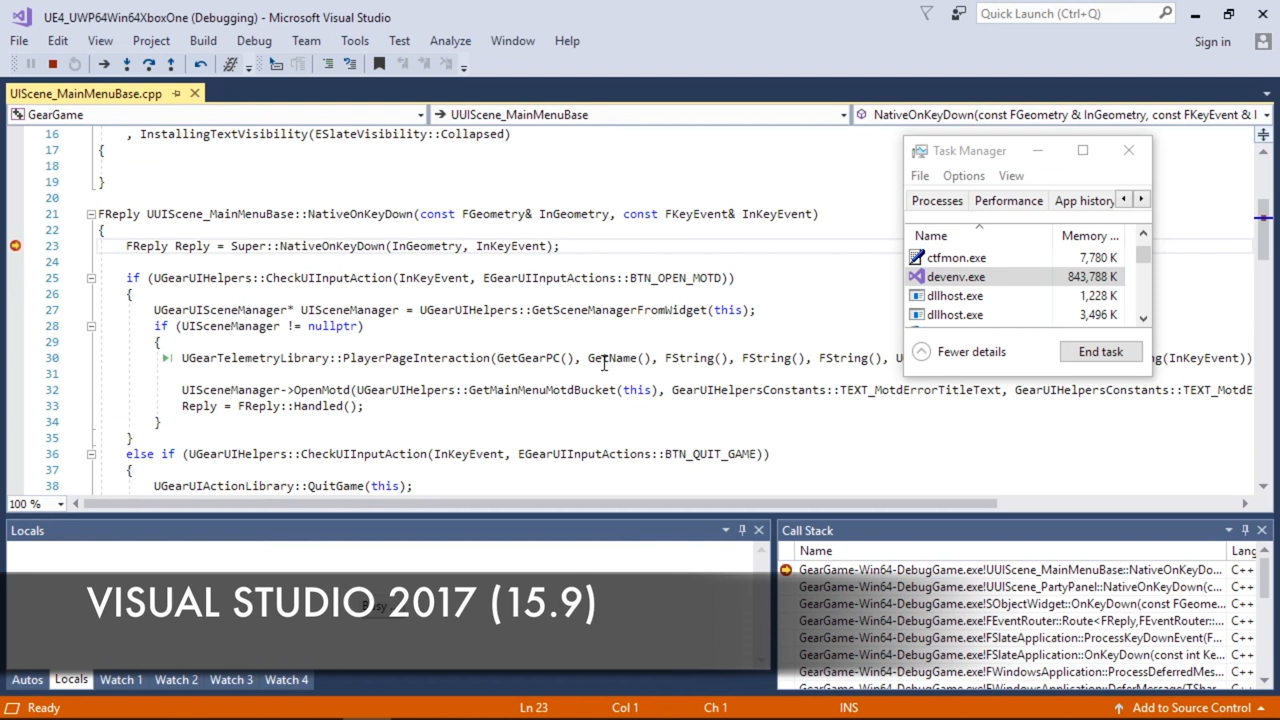 UE4_UWP64Win64XboxOne (Debugging) - Microsoft Visual Studio
Quick Launch (Ctrl+Q)
File Edit View Project Build Debug Team Tools Test Analyze Window Help
Sign in
UIScene_MainMenuBase.cpp
GearGame
UUIScene_MainMenuBase
NativeOnKeyDown(const FGeometry & InGeometry, const FKeyEvent & I
16 , InstallingTextVisibility(ESlateVisibility::Collapsed)
17 {
18
19 }
20
21 FReply UUIScene_MainMenuBase::NativeOnKeyDown(const FGeometry& InGeometry, const FKeyEvent& InKeyEvent)
22 {
23 FReply Reply = Super::NativeOnKeyDown(InGeometry, InKeyEvent);
24
25 if (UGearUIHelpers::CheckUIInputAction(InKeyEvent, EGearUIInputActions::BTN_OPEN_MOTD))
26 {
27 UGearUISceneManager* UISceneManager = UGearUIHelpers::GetSceneManagerFromWidget(this);
28 if (UISceneManager != nullptr)
29 {
30 UGearTelemetryLibrary::PlayerPageInteraction(GetGearPC(), GetName(), FString(), FString(), FString(), U ng(InKeyEvent))
31
32 UISceneManager->OpenMotd(UGearUIHelpers::GetMainMenuMotdBucket(this), GearUIHelpersConstants::TEXT_MotdErrorTitleText, GearUIHelpersConstants::TEXT_MotdE
33 Reply = FReply::Handled();
34 }
35 }
36 else if (UGearUIHelpers::CheckUIInputAction(InKeyEvent, EGearUIInputActions::BTN_QUIT_GAME))
37 {
38 UGearUIActionLibrary::QuitGame(this);
Task Manager
File Options View
Processes Performance App history
Name Memory ...
ctfmon.exe 7,780 K
devenv.exe 843,788 K
dllhost.exe 1,228 K
dllhost.exe 3,496 K
Fewer details
End task
100 %
Locals
Busy
VISUAL STUDIO 2017 (15.9)
Autos Locals Watch 1 Watch 2 Watch 3 Watch 4
Call Stack
Name Lang
GearGame-Win64-DebugGame.exe!UUIScene_MainMenuBase::NativeOnKeyDo... C++
GearGame-Win64-DebugGame.exe!UUIScene_PartyPanel::NativeOnKeyDown(c... C++
GearGame-Win64-DebugGame.exe!SObjectWidget::OnKeyDown(const FGeome... C++
GearGame-Win64-DebugGame.exe!FEventRouter::Route<FReply,FEventRouter::... C++
GearGame-Win64-DebugGame.exe!FSlateApplication::ProcessKeyDownEvent(F... C++
GearGame-Win64-DebugGame.exe!FSlateApplication::OnKeyDown(const int Ke... C++
GearGame-Win64-DebugGame.exe!FWindowsApplication::ProcessDeferredMes... C++
GearGame-Win64-DebugGame.exe!FWindowsApplication::DeferMessage(TShar... C++
Ready Ln 23 Col 1 Ch 1 INS Add to Source Control